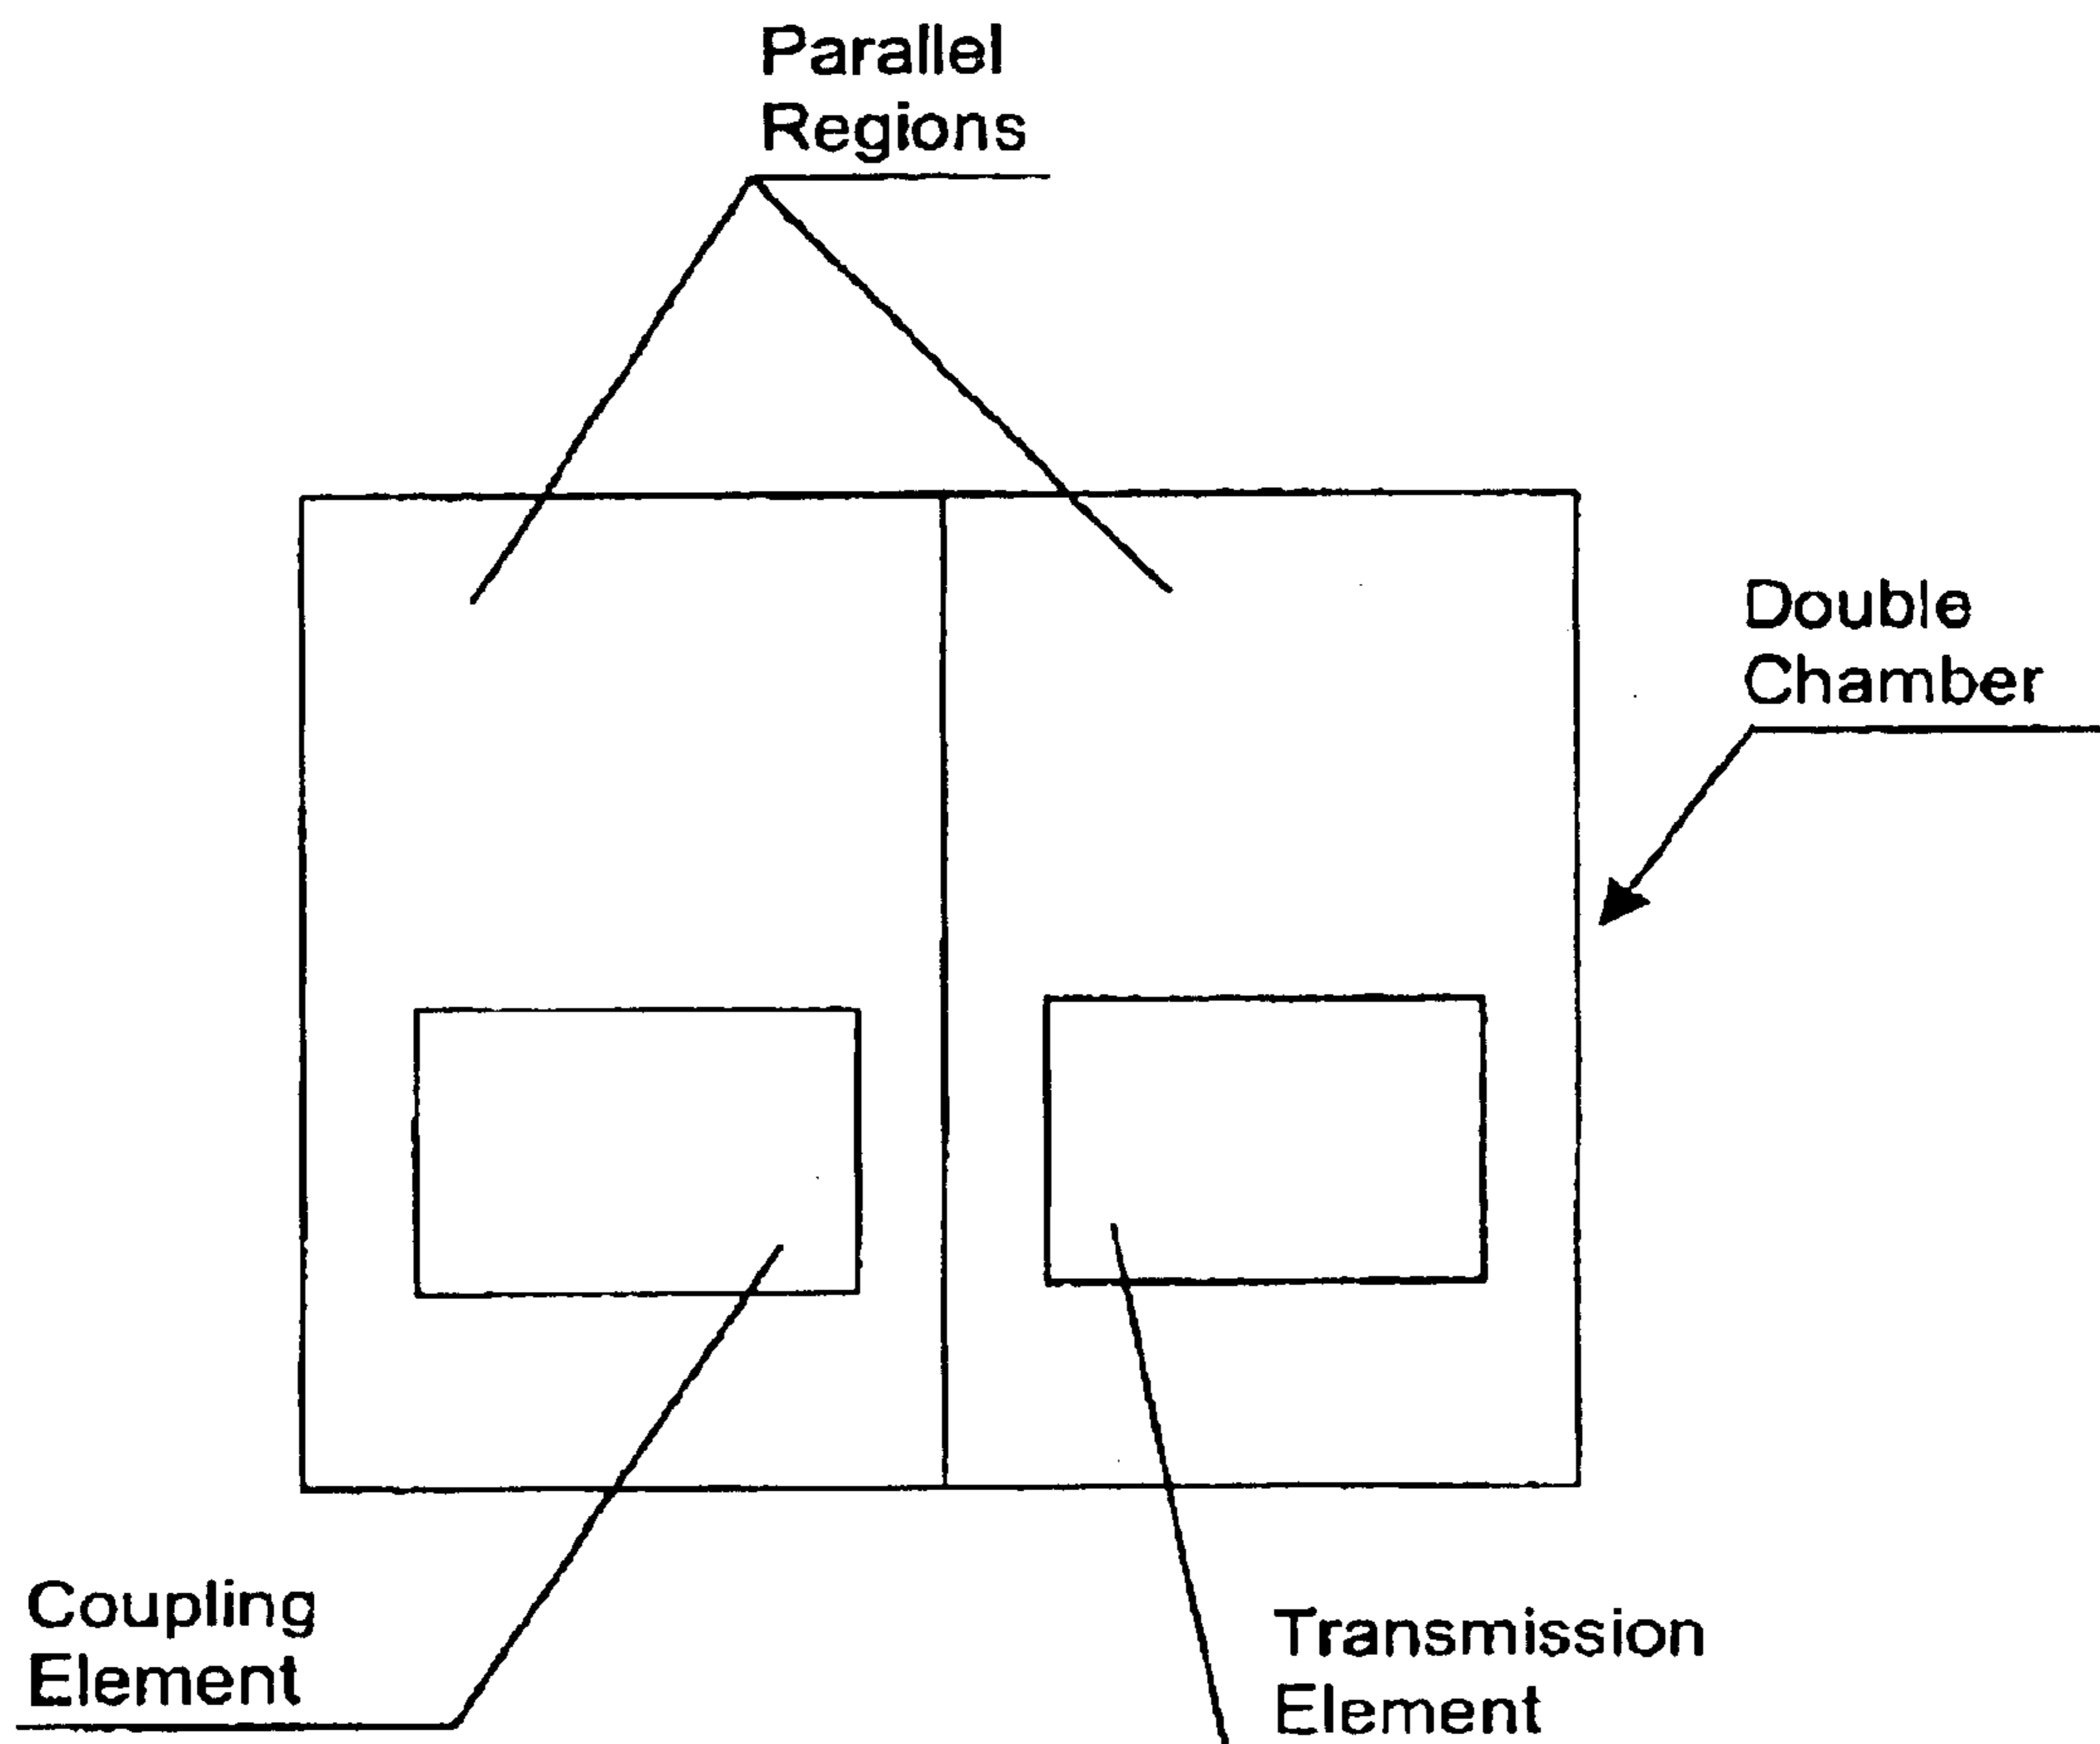 Parallel
Regions
Double
Chamber
Coupling
Element
Transmission
Element